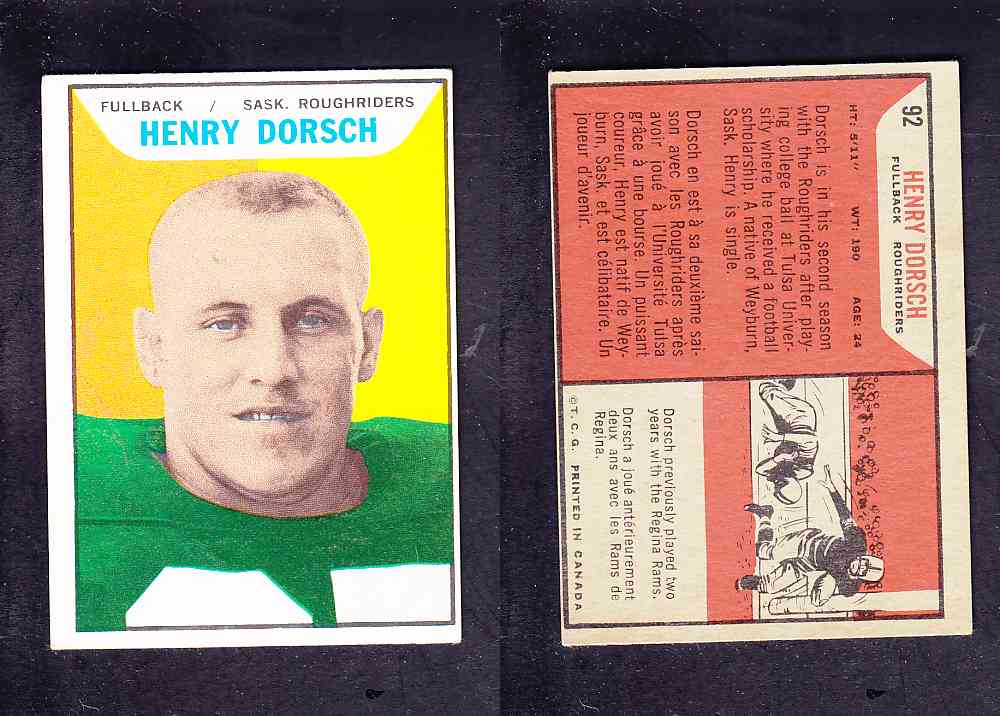 FULLBACK / SASK. ROUGHRIDERS
HENRY DORSCH
92
HENRY DORSCH
FULLBACK ROUGHRIDERS
HT: 5'11" WT: 190 AGE: 24
Dorsch is in his second season
with the Roughriders after play-
ing college ball at Tulsa Univer-
sity where he received a football
scholarship. A native of Weyburn,
Sask. Henry is single.
Dorsch en est à sa deuxième sai-
son avec les Roughriders après
avoir joué à l'Université Tulsa
grâce à une bourse. Un puissant
coureur, Henry est natif de Wey-
burn, Sask. et est célibataire. Un
joueur d'avenir.
Dorsch previously played two
years with the Regina Rams.
Dorsch a joué antérieurement
deux ans avec les Rams de
Regina.
©T.C.G. PRINTED IN CANADA